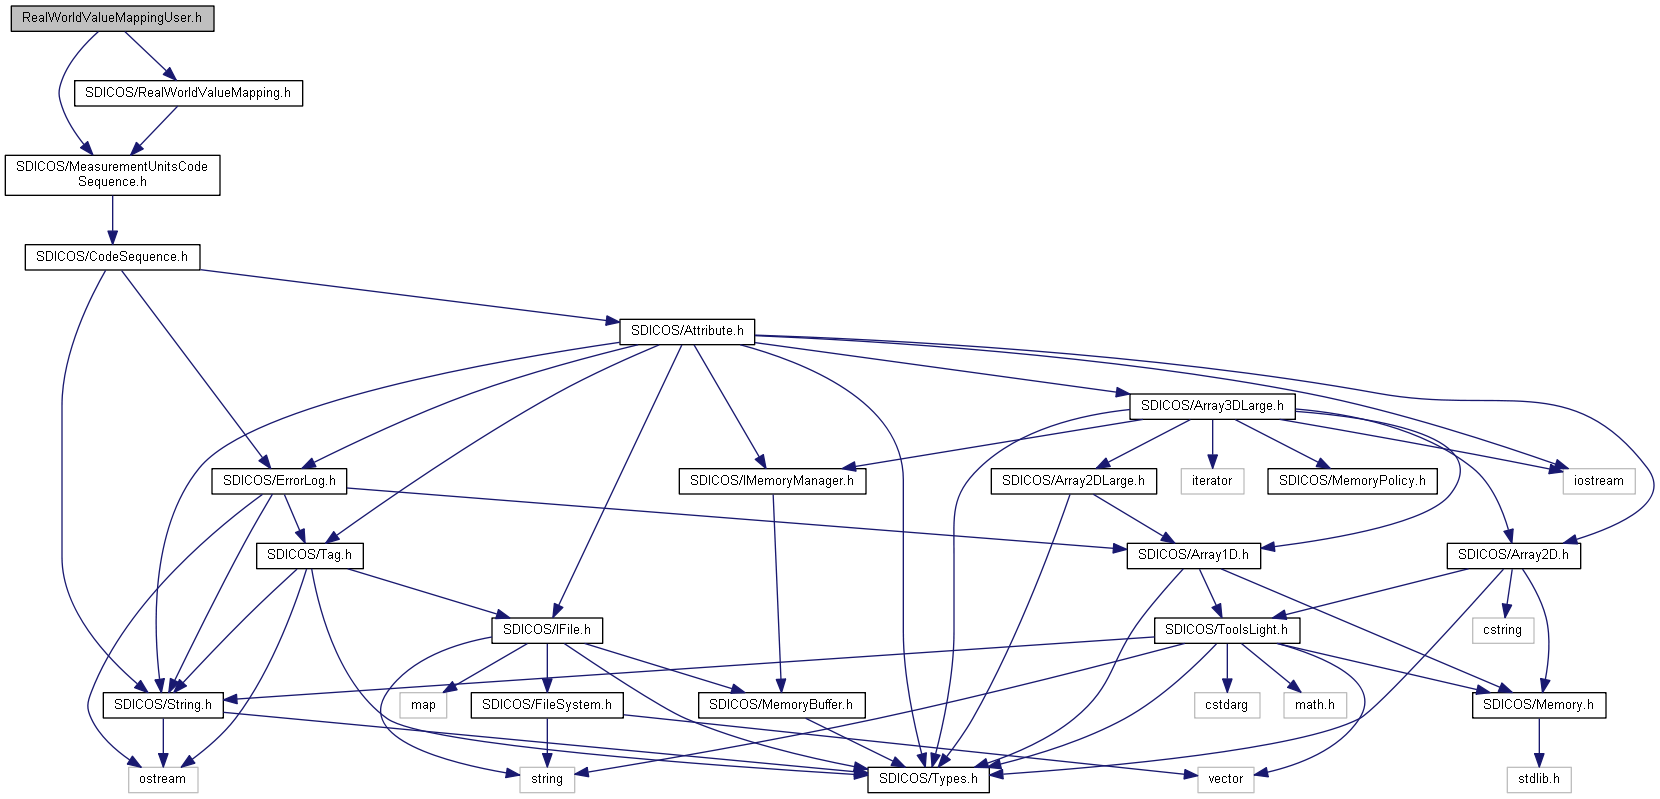 RealWorldValueMappingUser.h
SDICOS/RealWorldValueMapping.h
SDICOS/MeasurementUnitsCode
Sequence.h
SDICOS/CodeSequence.h
SDICOS/Attribute.h
SDICOS/Array3DLarge.h
SDICOS/ErrorLog.h
SDICOS/IMemoryManager.h
SDICOS/Array2DLarge.h
iterator
SDICOS/MemoryPolicy.h
iostream
SDICOS/Tag.h
SDICOS/Array1D.h
SDICOS/Array2D.h
SDICOS/IFile.h
SDICOS/ToolsLight.h
cstring
SDICOS/String.h
map
SDICOS/FileSystem.h
SDICOS/MemoryBuffer.h
cstdarg
math.h
SDICOS/Memory.h
ostream
string
SDICOS/Types.h
vector
stdlib.h